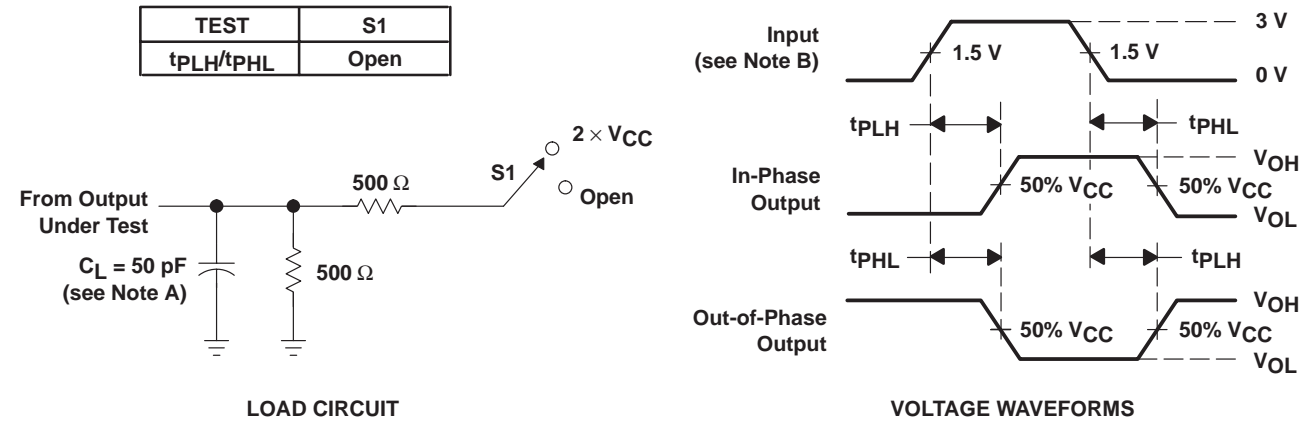 TEST S1
tPLH/tPHL Open
From Output
Under Test
CL = 50 pF
(see Note A)
500 Ω
500 Ω
S1
2 × VCC
Open
LOAD CIRCUIT
Input
(see Note B)
1.5 V
1.5 V
3 V
0 V
tPLH
tPHL
In-Phase
Output
50% VCC
50% VCC
VOH
VOL
tPHL
tPLH
Out-of-Phase
Output
50% VCC
50% VCC
VOH
VOL
VOLTAGE WAVEFORMS